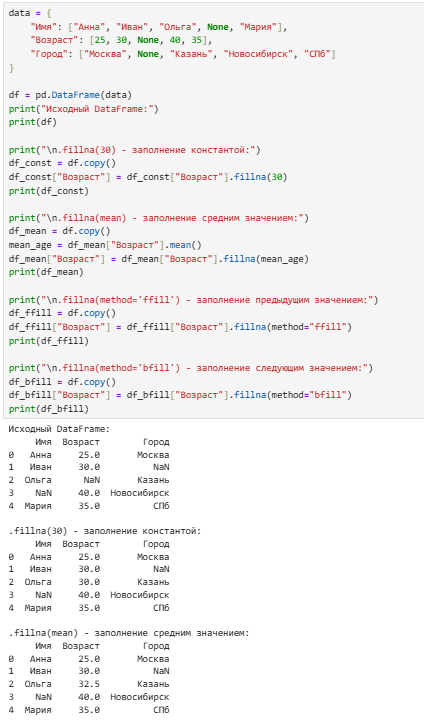 data = {
    "Имя": ["Анна", "Иван", "Ольга", None, "Мария"],
    "Возраст": [25, 30, None, 40, 35],
    "Город": ["Москва", None, "Казань", "Новосибирск", "СПб"]
}

df = pd.DataFrame(data)
print("Исходный DataFrame:")
print(df)

print("\n.fillna(30) - заполнение константой:")
df_const = df.copy()
df_const["Возраст"] = df_const["Возраст"].fillna(30)
print(df_const)

print("\n.fillna(mean) - заполнение средним значением:")
df_mean = df.copy()
mean_age = df_mean["Возраст"].mean()
df_mean["Возраст"] = df_mean["Возраст"].fillna(mean_age)
print(df_mean)

print("\n.fillna(method='ffill') - заполнение предыдущим значением:")
df_ffill = df.copy()
df_ffill["Возраст"] = df_ffill["Возраст"].fillna(method="ffill")
print(df_ffill)

print("\n.fillna(method='bfill') - заполнение следующим значением:")
df_bfill = df.copy()
df_bfill["Возраст"] = df_bfill["Возраст"].fillna(method="bfill")
print(df_bfill)
Исходный DataFrame:
     Имя  Возраст        Город
0   Анна     25.0       Москва
1   Иван     30.0          NaN
2  Ольга      NaN       Казань
3    NaN     40.0  Новосибирск
4  Мария     35.0          СПб

.fillna(30) - заполнение константой:
     Имя  Возраст        Город
0   Анна     25.0       Москва
1   Иван     30.0          NaN
2  Ольга     30.0       Казань
3    NaN     40.0  Новосибирск
4  Мария     35.0          СПб

.fillna(mean) - заполнение средним значением:
     Имя  Возраст        Город
0   Анна     25.0       Москва
1   Иван     30.0          NaN
2  Ольга     32.5       Казань
3    NaN     40.0  Новосибирск
4  Мария     35.0          СПб